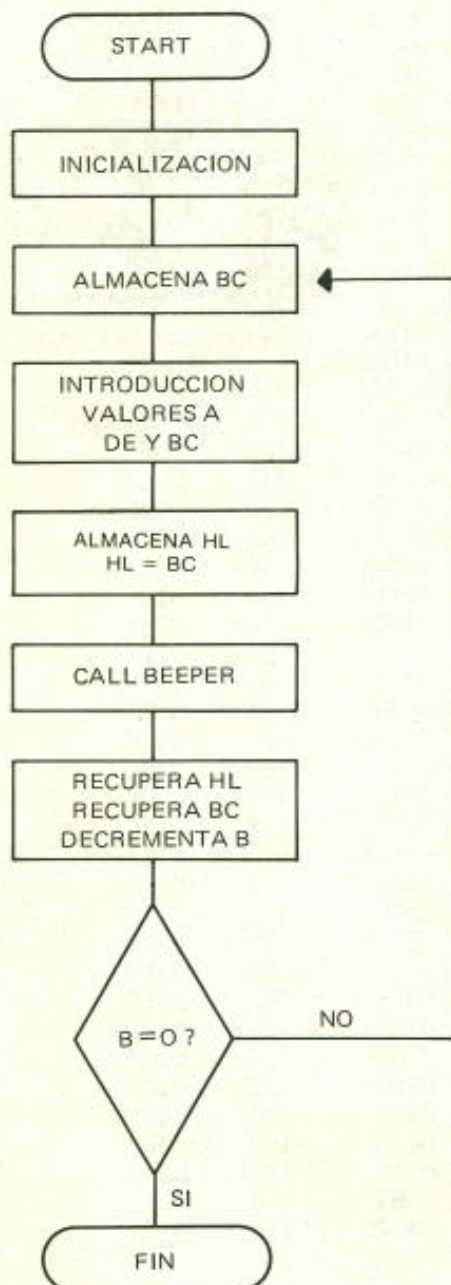 START
INICIALIZACION
ALMACENA BC
INTRODUCCION
VALORES A
DE Y BC
ALMACENA HL
HL = BC
CALL BEEPER
RECUPERA HL
RECUPERA BC
DECREMENTA B
B=O ?
NO
SI
FIN